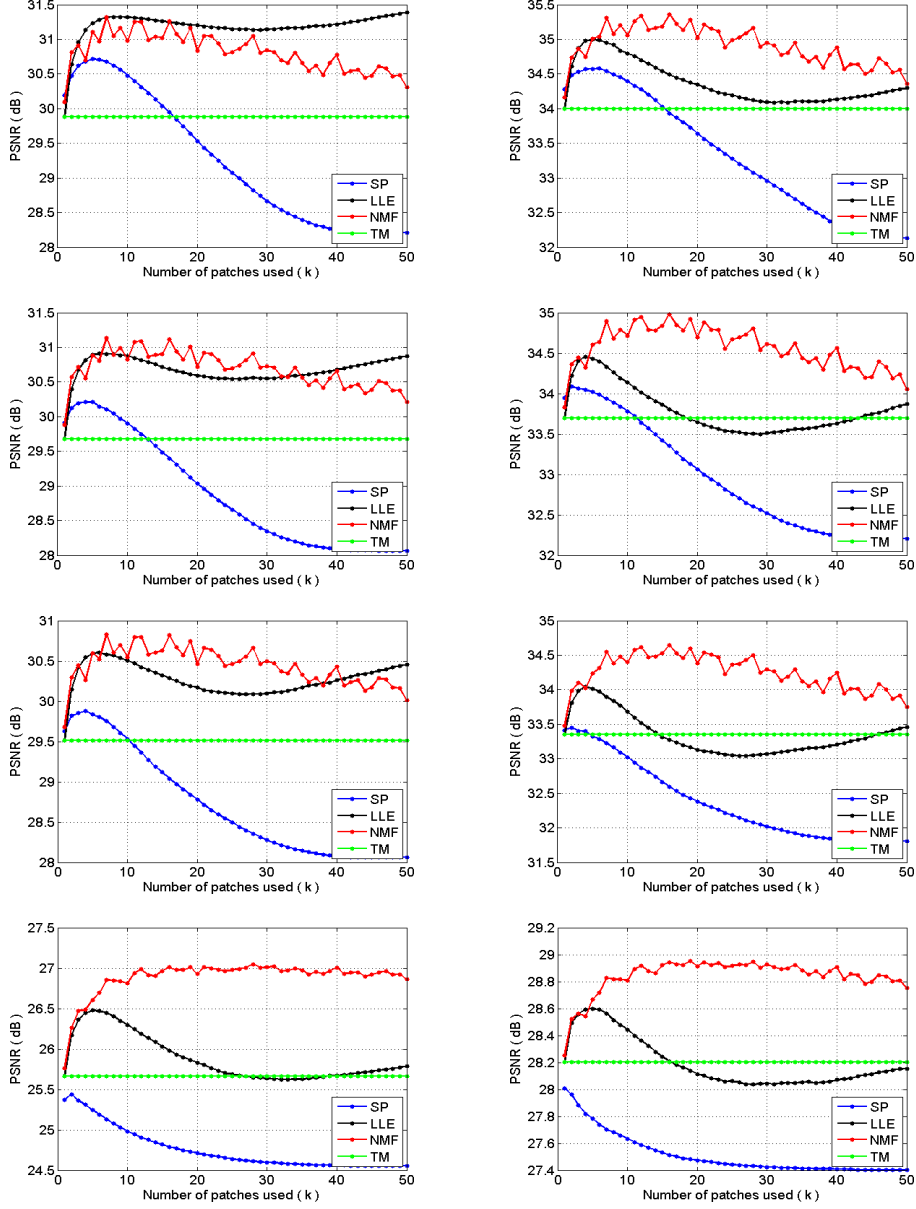 31.5
31
30.5
30
29.5
29
28.5
28
PSNR ( dB )
0 10 20 30 40 50
Number of patches used ( k )
SP
LLE
NMF
TM
35.5
35
34.5
34
33.5
33
32.5
32
PSNR ( dB )
0 10 20 30 40 50
Number of patches used ( k )
SP
LLE
NMF
TM
31.5
31
30.5
30
29.5
29
28.5
28
PSNR ( dB )
0 10 20 30 40 50
Number of patches used ( k )
SP
LLE
NMF
TM
35
34.5
34
33.5
33
32.5
32
PSNR ( dB )
0 10 20 30 40 50
Number of patches used ( k )
SP
LLE
NMF
TM
31
30.5
30
29.5
29
28.5
28
PSNR ( dB )
0 10 20 30 40 50
Number of patches used ( k )
SP
LLE
NMF
TM
35
34.5
34
33.5
33
32.5
32
31.5
PSNR ( dB )
0 10 20 30 40 50
Number of patches used ( k )
SP
LLE
NMF
TM
27.5
27
26.5
26
25.5
25
24.5
PSNR ( dB )
0 10 20 30 40 50
Number of patches used ( k )
SP
LLE
NMF
TM
29.2
29
28.8
28.6
28.4
28.2
28
27.8
27.6
27.4
PSNR ( dB )
0 10 20 30 40 50
Number of patches used ( k )
SP
LLE
NMF
TM